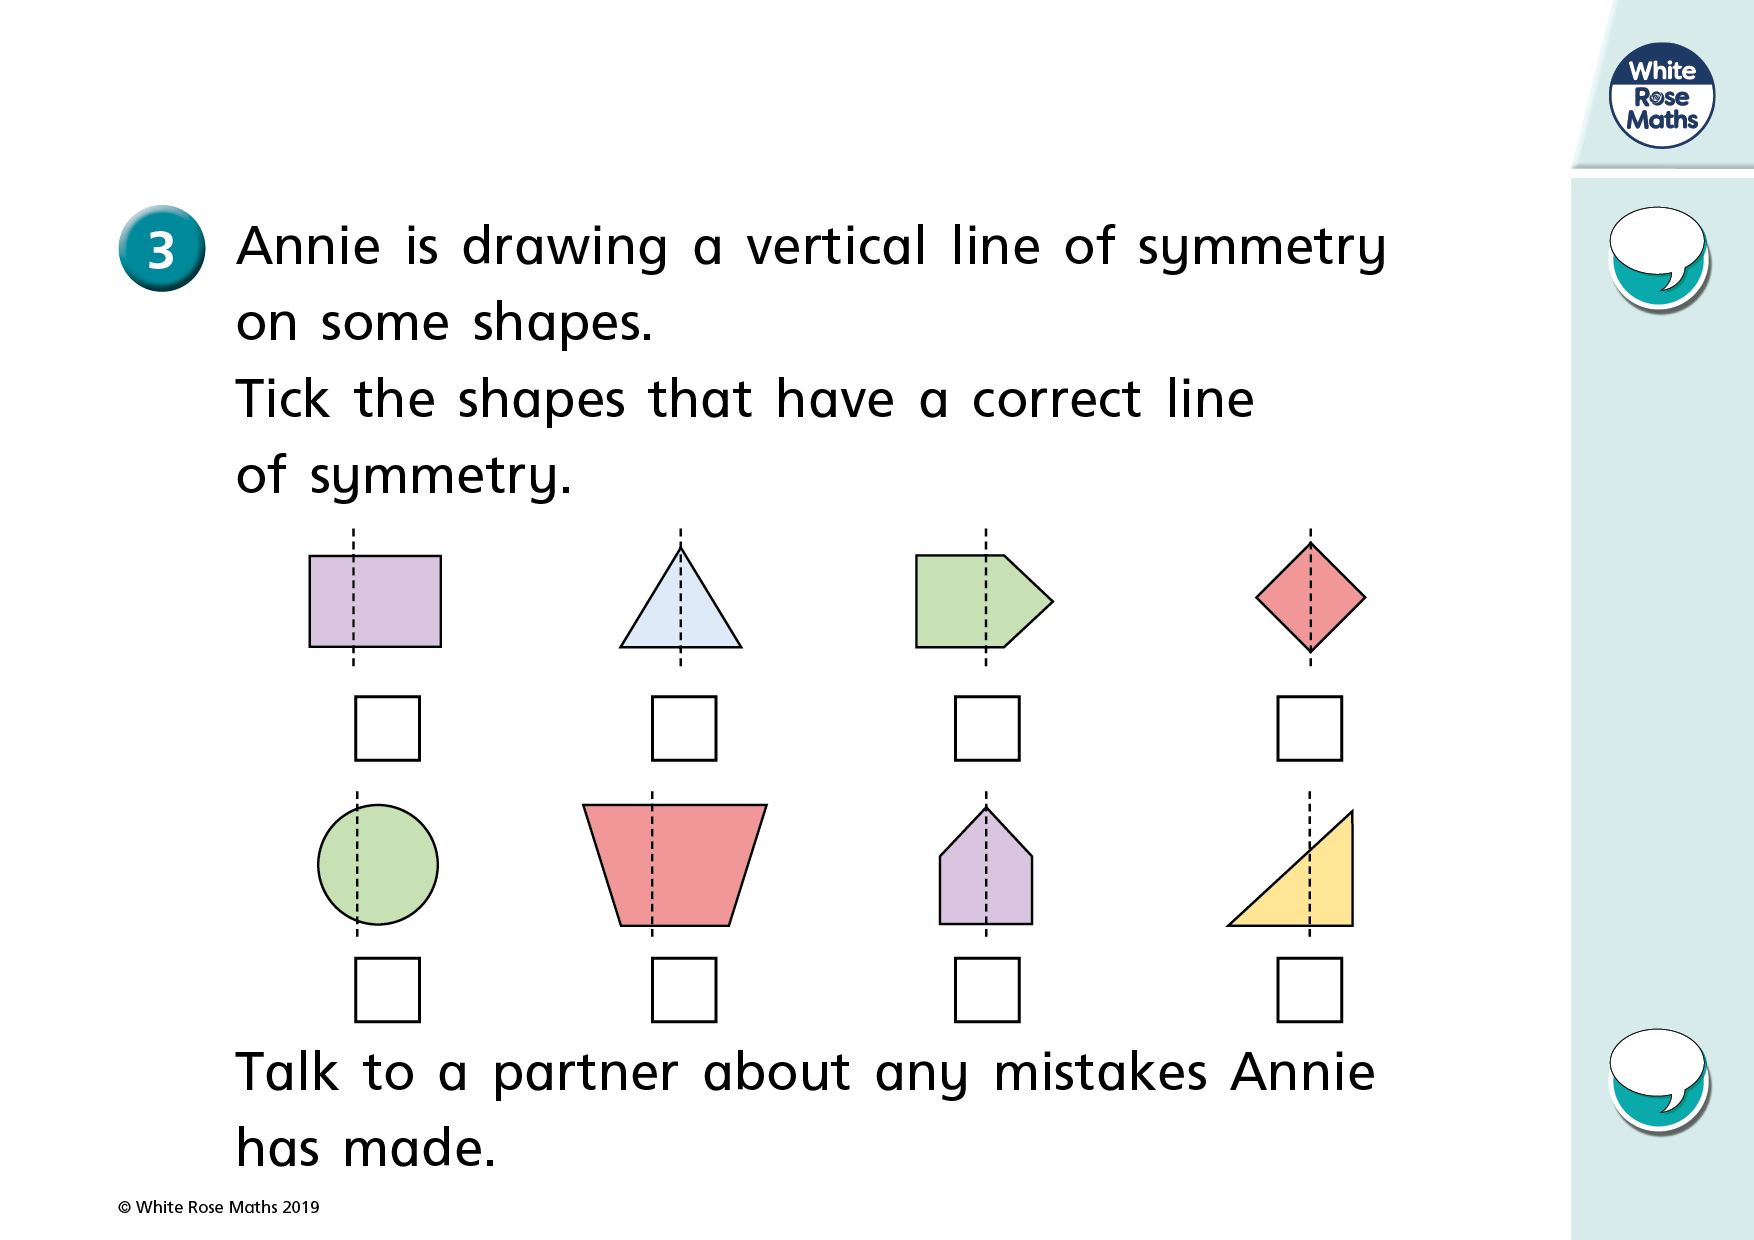 White
Rose
Maths
3 Annie is drawing a vertical line of symmetry
on some shapes.
Tick the shapes that have a correct line
of symmetry.
Talk to a partner about any mistakes Annie
has made.
© White Rose Maths 2019